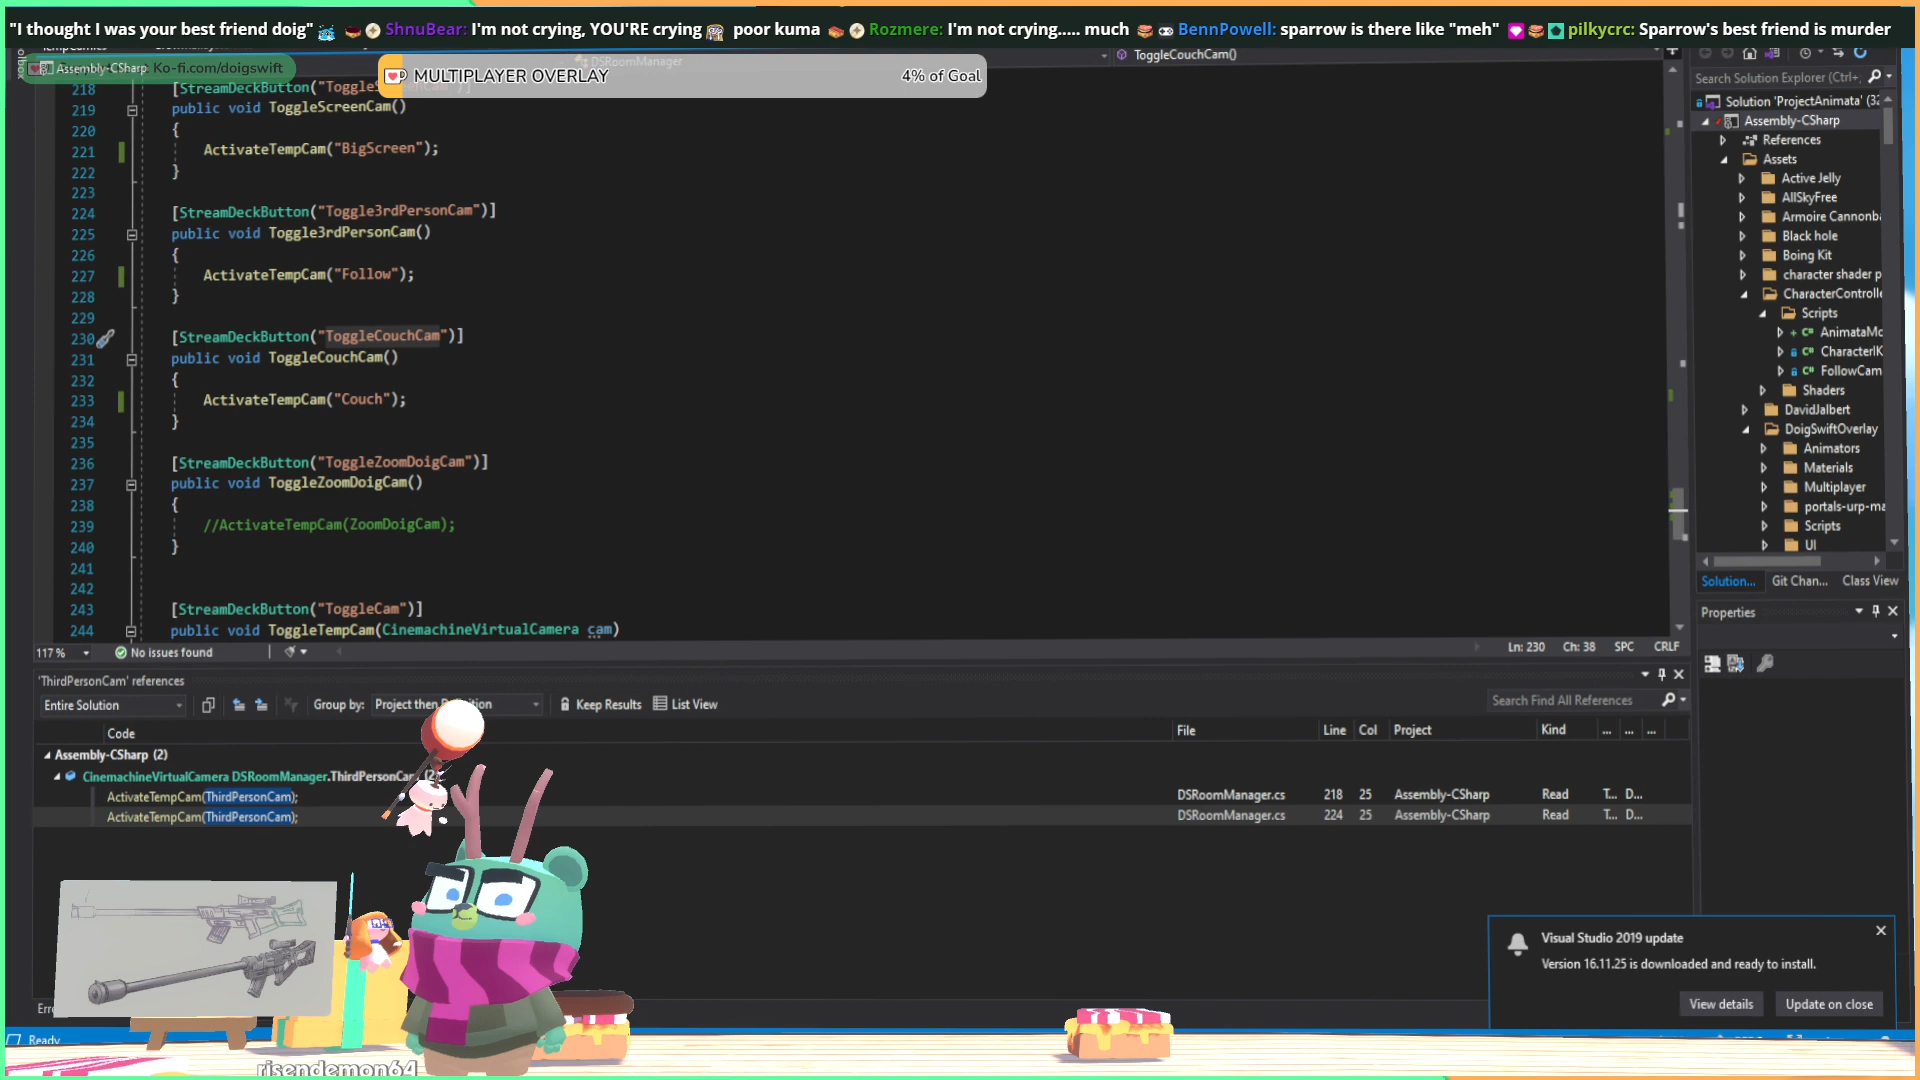 "I thought I was your best friend doig" ShnuBear: I'm not crying, YOU'RE crying poor kuma Rozmere: I'm not crying..... much BennPowell: sparrow is there like "meh" pilkycrc: Sparrow's best friend is murder
Assembly-CSharp Ko-fi.com/doigswift
MULTIPLAYER OVERLAY 4% of Goal
DSRoomManager
ToggleCouchCam()
218 [StreamDeckButton("Toggle
219 public void ToggleScreenCam()
220 {
221 ActivateTempCam("BigScreen");
222 }
223
224 [StreamDeckButton("Toggle3rdPersonCam")]
225 public void Toggle3rdPersonCam()
226 {
227 ActivateTempCam("Follow");
228 }
229
230 [StreamDeckButton("ToggleCouchCam")]
231 public void ToggleCouchCam()
232 {
233 ActivateTempCam("Couch");
234 }
235
236 [StreamDeckButton("ToggleZoomDoigCam")]
237 public void ToggleZoomDoigCam()
238 {
239 //ActivateTempCam(ZoomDoigCam);
240 }
241
242
243 [StreamDeckButton("ToggleCam")]
244 public void ToggleTempCam(CinemachineVirtualCamera cam)
117 % No issues found Ln: 230 Ch: 38 SPC CRLF
Search Solution Explorer (Ctrl+;
Solution 'ProjectAnimata' (32
Assembly-CSharp
References
Assets
Active Jelly
AllSkyFree
Armoire Cannonba
Black hole
Boing Kit
character shader p
CharacterControlle
Scripts
AnimataMo
CharacterIK
FollowCam
Shaders
DavidJalbert
DoigSwiftOverlay
Animators
Materials
Multiplayer
portals-urp-ma
Scripts
UI
Solution... Git Chan... Class View
Properties
'ThirdPersonCam' references
Entire Solution Group by: Project then Keep Results List View Search Find All References
Code File Line Col Project Kind ... ... ...
Assembly-CSharp (2)
CinemachineVirtualCamera DSRoomManager.ThirdPersonCam (2)
ActivateTempCam(ThirdPersonCam); DSRoomManager.cs 218 25 Assembly-CSharp Read T... D...
ActivateTempCam(ThirdPersonCam); DSRoomManager.cs 224 25 Assembly-CSharp Read T... D...
Visual Studio 2019 update
Version 16.11.25 is downloaded and ready to install.
View details Update on close
Ready
risendemon64